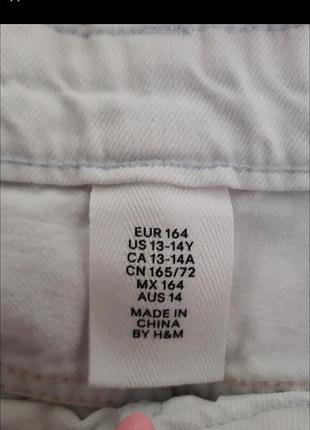 EUR 164
US 13-14Y
CA 13-14A
CN 165/72
MX 164
AUS 14
MADE IN
CHINA
BY H&M